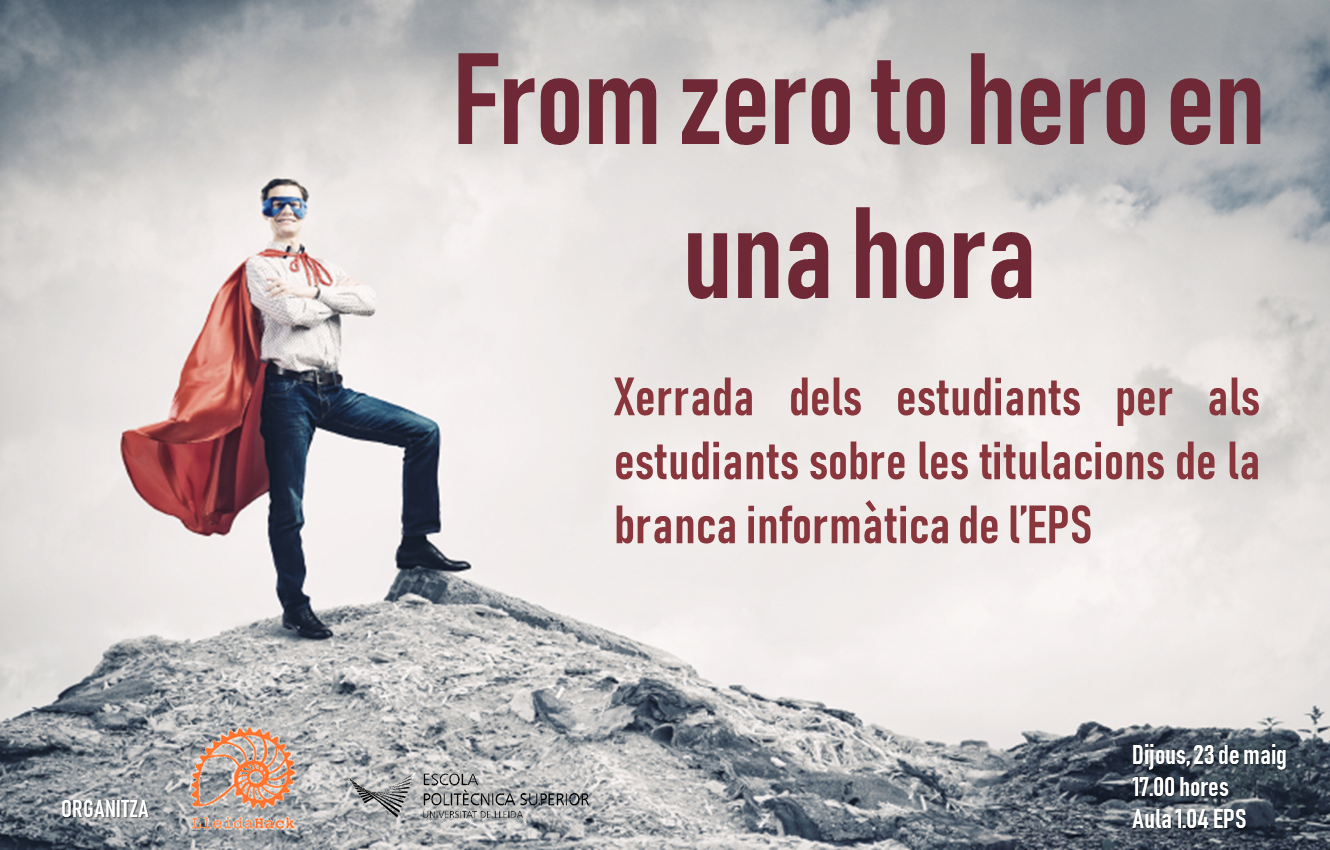 From zero to hero en
una hora
Xerrada dels estudiants per als
estudiants sobre les titulacions de la
branca informàtica de l'EPS
ORGANITZA
LleidaHack
ESCOLA
POLITÈCNICA SUPERIOR
UNIVERSITAT DE LLEIDA
Dijous, 23 de maig
17.00 hores
Aula 1.04 EPS